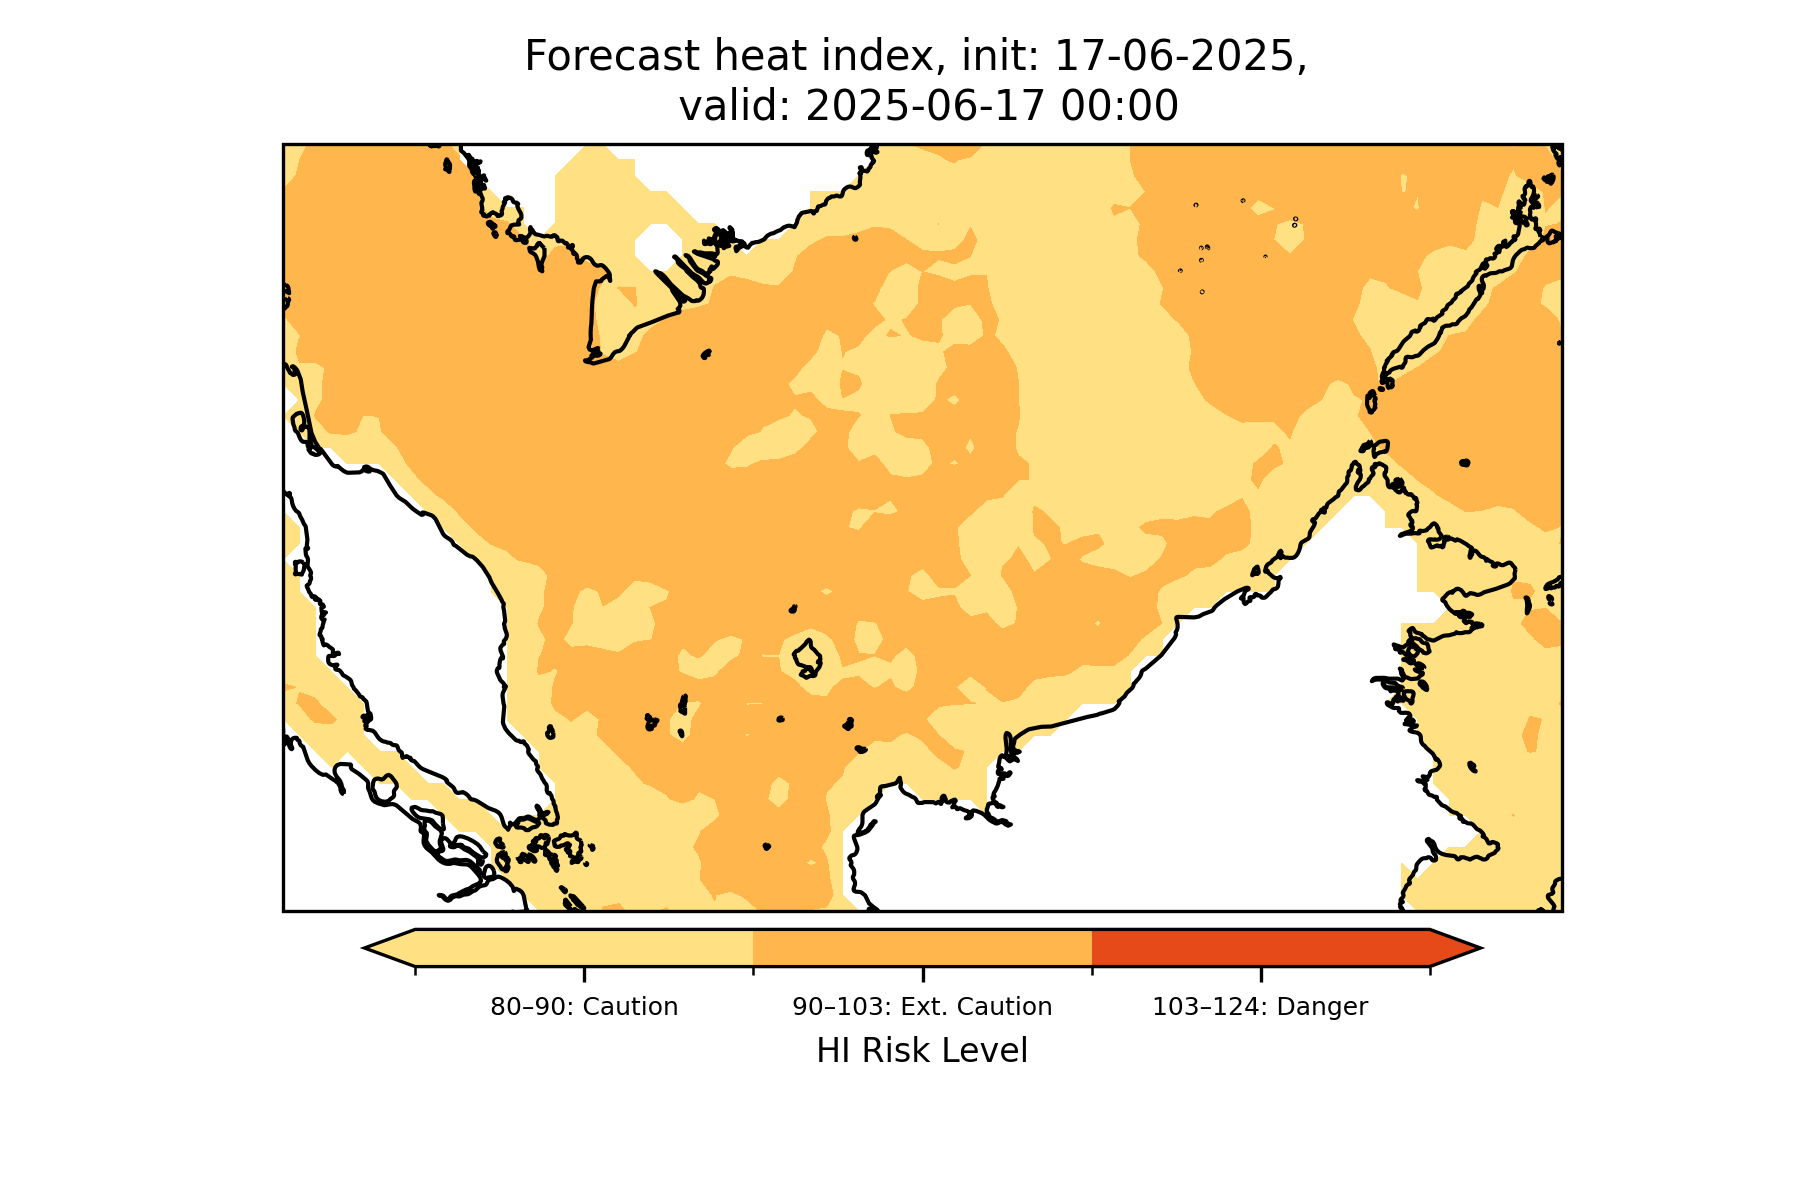 Forecast heat index, init: 17-06-2025,
valid: 2025-06-17 00:00
80–90: Caution
90–103: Ext. Caution
103–124: Danger
HI Risk Level